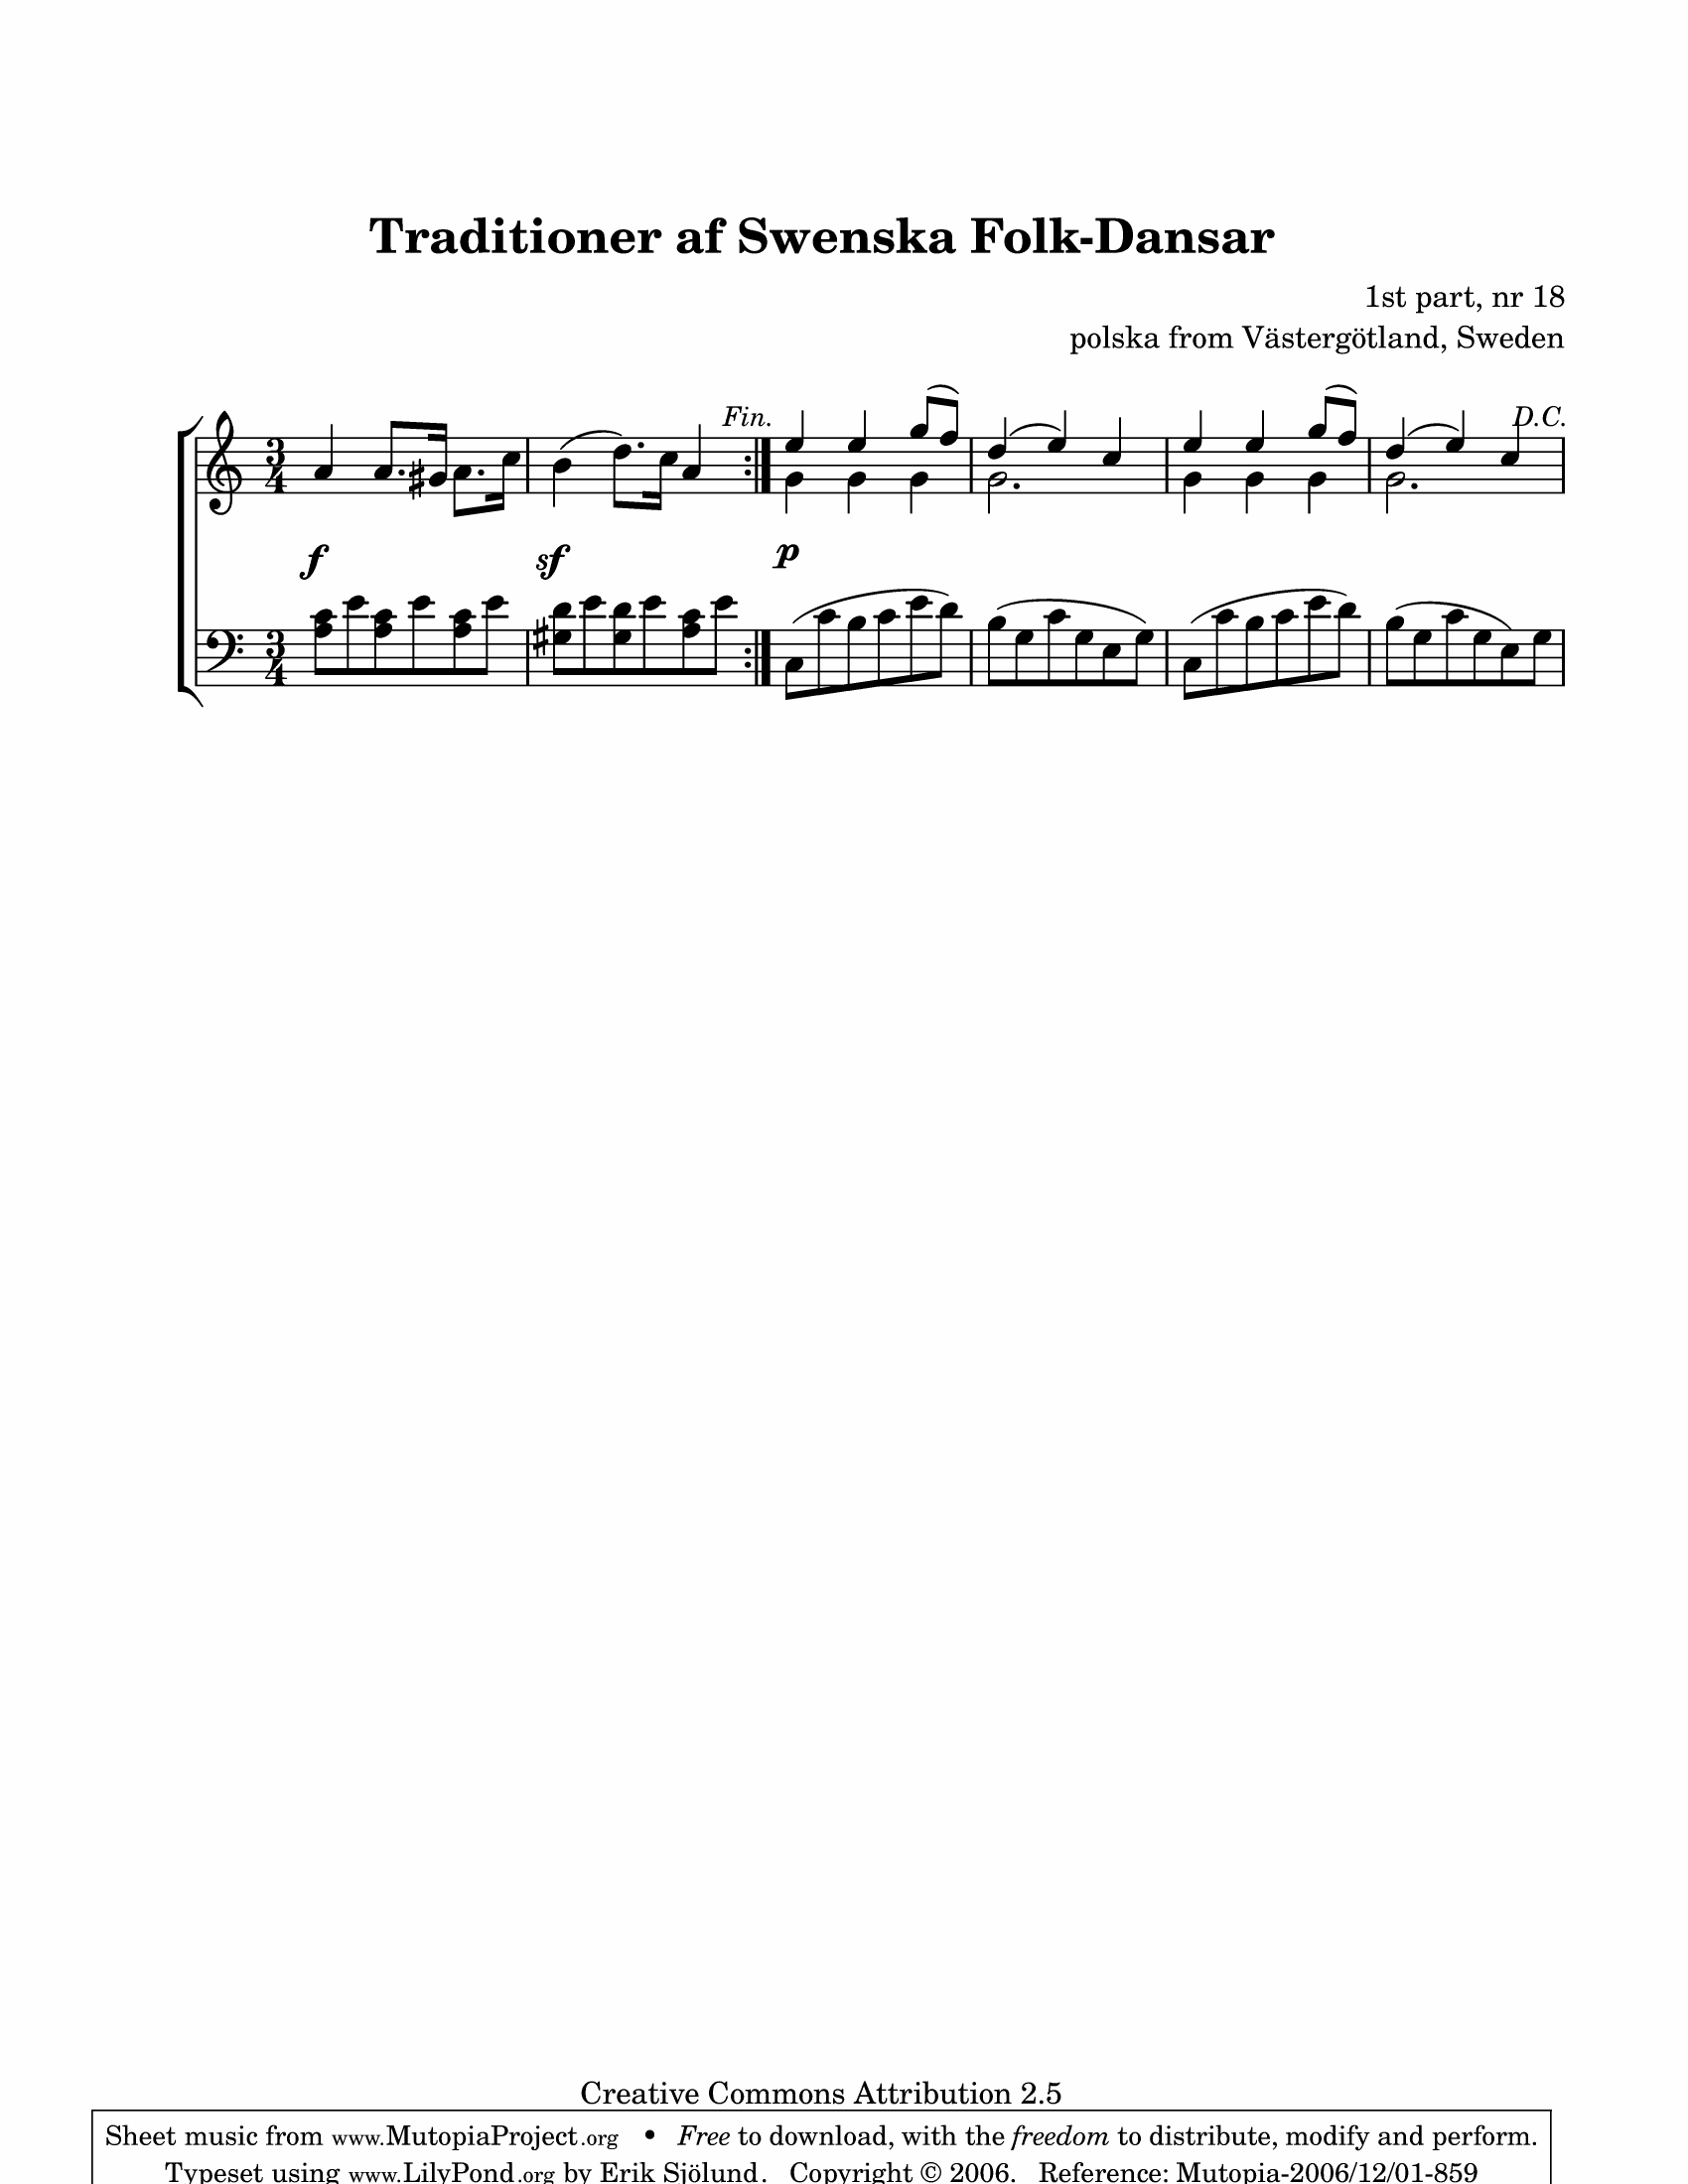 Traditioner af Swenska Folk-Dansar
1st part, nr 18
polska from Västergötland, Sweden
Fin.
D.C.
3 4
f
sf
p
3 4
Creative Commons Attribution 2.5
Sheet music from www.MutopiaProject.org • Free to download, with the freedom to distribute, modify and perform.
Typeset using www.LilyPond.org by Erik Sjölund. Copyright © 2006. Reference: Mutopia-2006/12/01-859